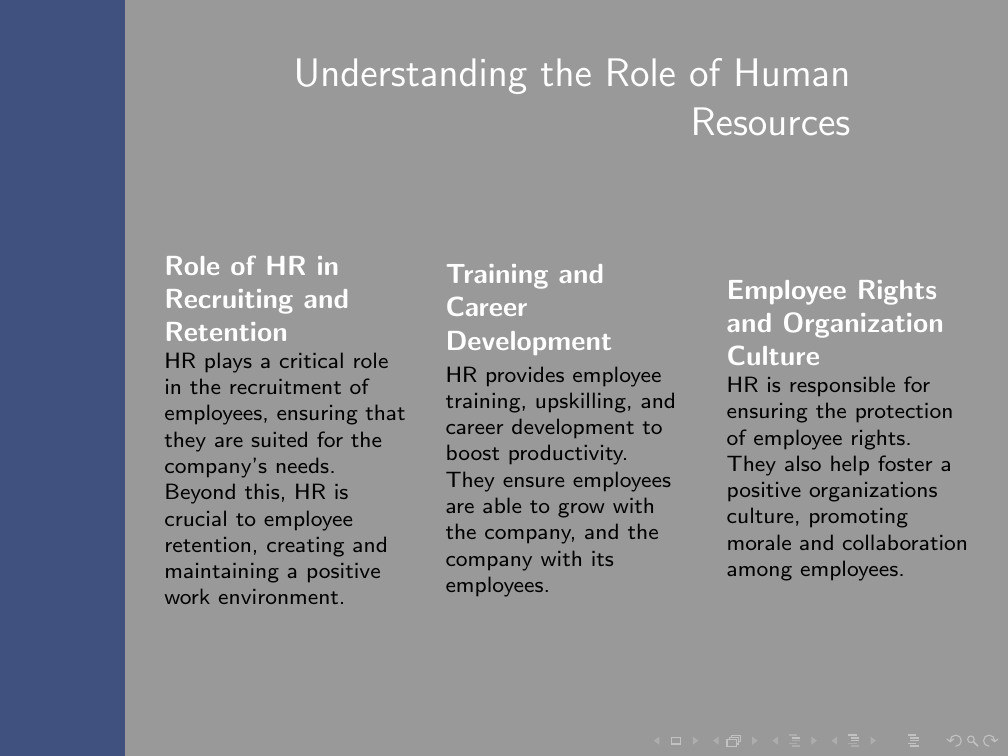 Understanding the Role of Human
Resources
Role of HR in
Recruiting and
Retention
HR plays a critical role
in the recruitment of
employees, ensuring that
they are suited for the
company's needs.
Beyond this, HR is
crucial to employee
retention, creating and
maintaining a positive
work environment.
Training and
Career
Development
HR provides employee
training, upskilling, and
career development to
boost productivity.
They ensure employees
are able to grow with
the company, and the
company with its
employees.
Employee Rights
and Organization
Culture
HR is responsible for
ensuring the protection
of employee rights.
They also help foster a
positive organizations
culture, promoting
morale and collaboration
among employees.